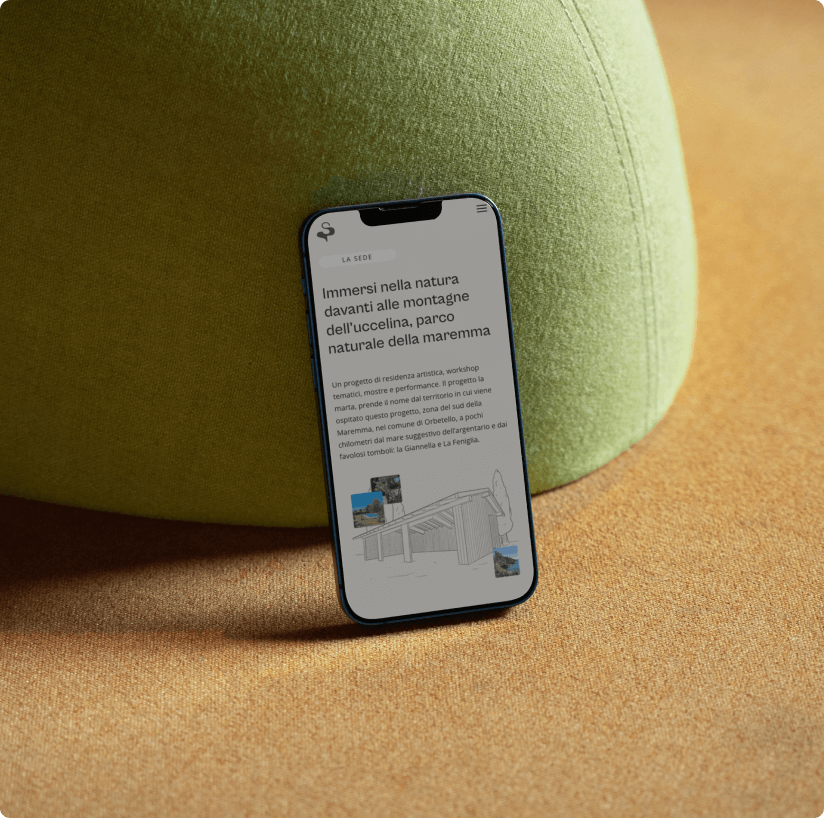 LA SEDE
Immersi nella natura
davanti alle montagne
dell'uccelina, parco
naturale della maremma
Un progetto di residenza artistica, workshop
tematici, mostre e performance. Il progetto la
marta, prende il nome dal territorio in cui viene
ospitato questo progetto, zona del sud della
Maremma, nel comune di Orbetello, a pochi
chilometri dal mare suggestivo dell'argentario e dai
favolosi tomboli: la Giannella e La Feniglia.